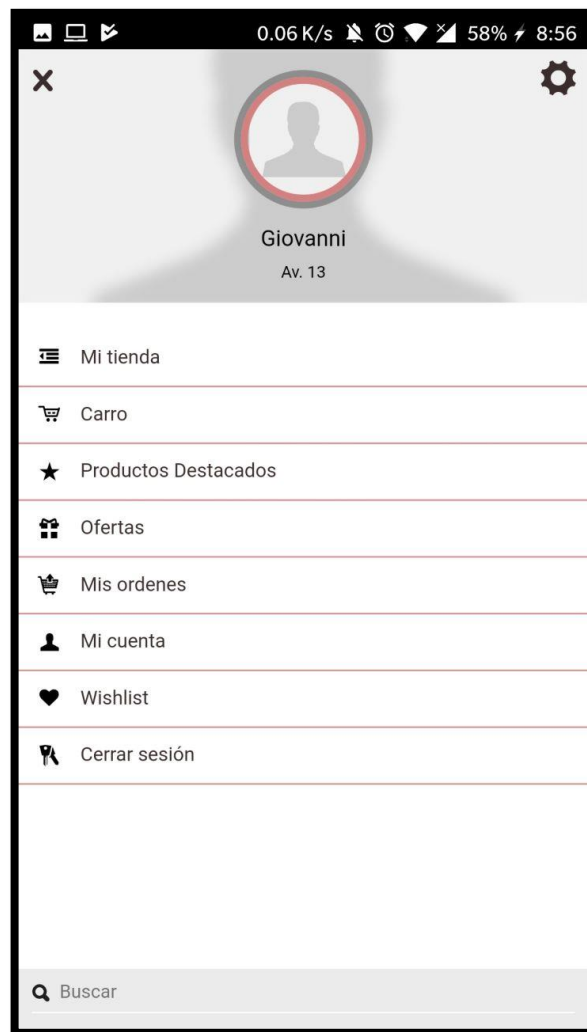 0.06 K/s 58% 8:56
Giovanni
Av. 13
Mi tienda
Carro
Productos Destacados
Ofertas
Mis ordenes
Mi cuenta
Wishlist
Cerrar sesión
Buscar